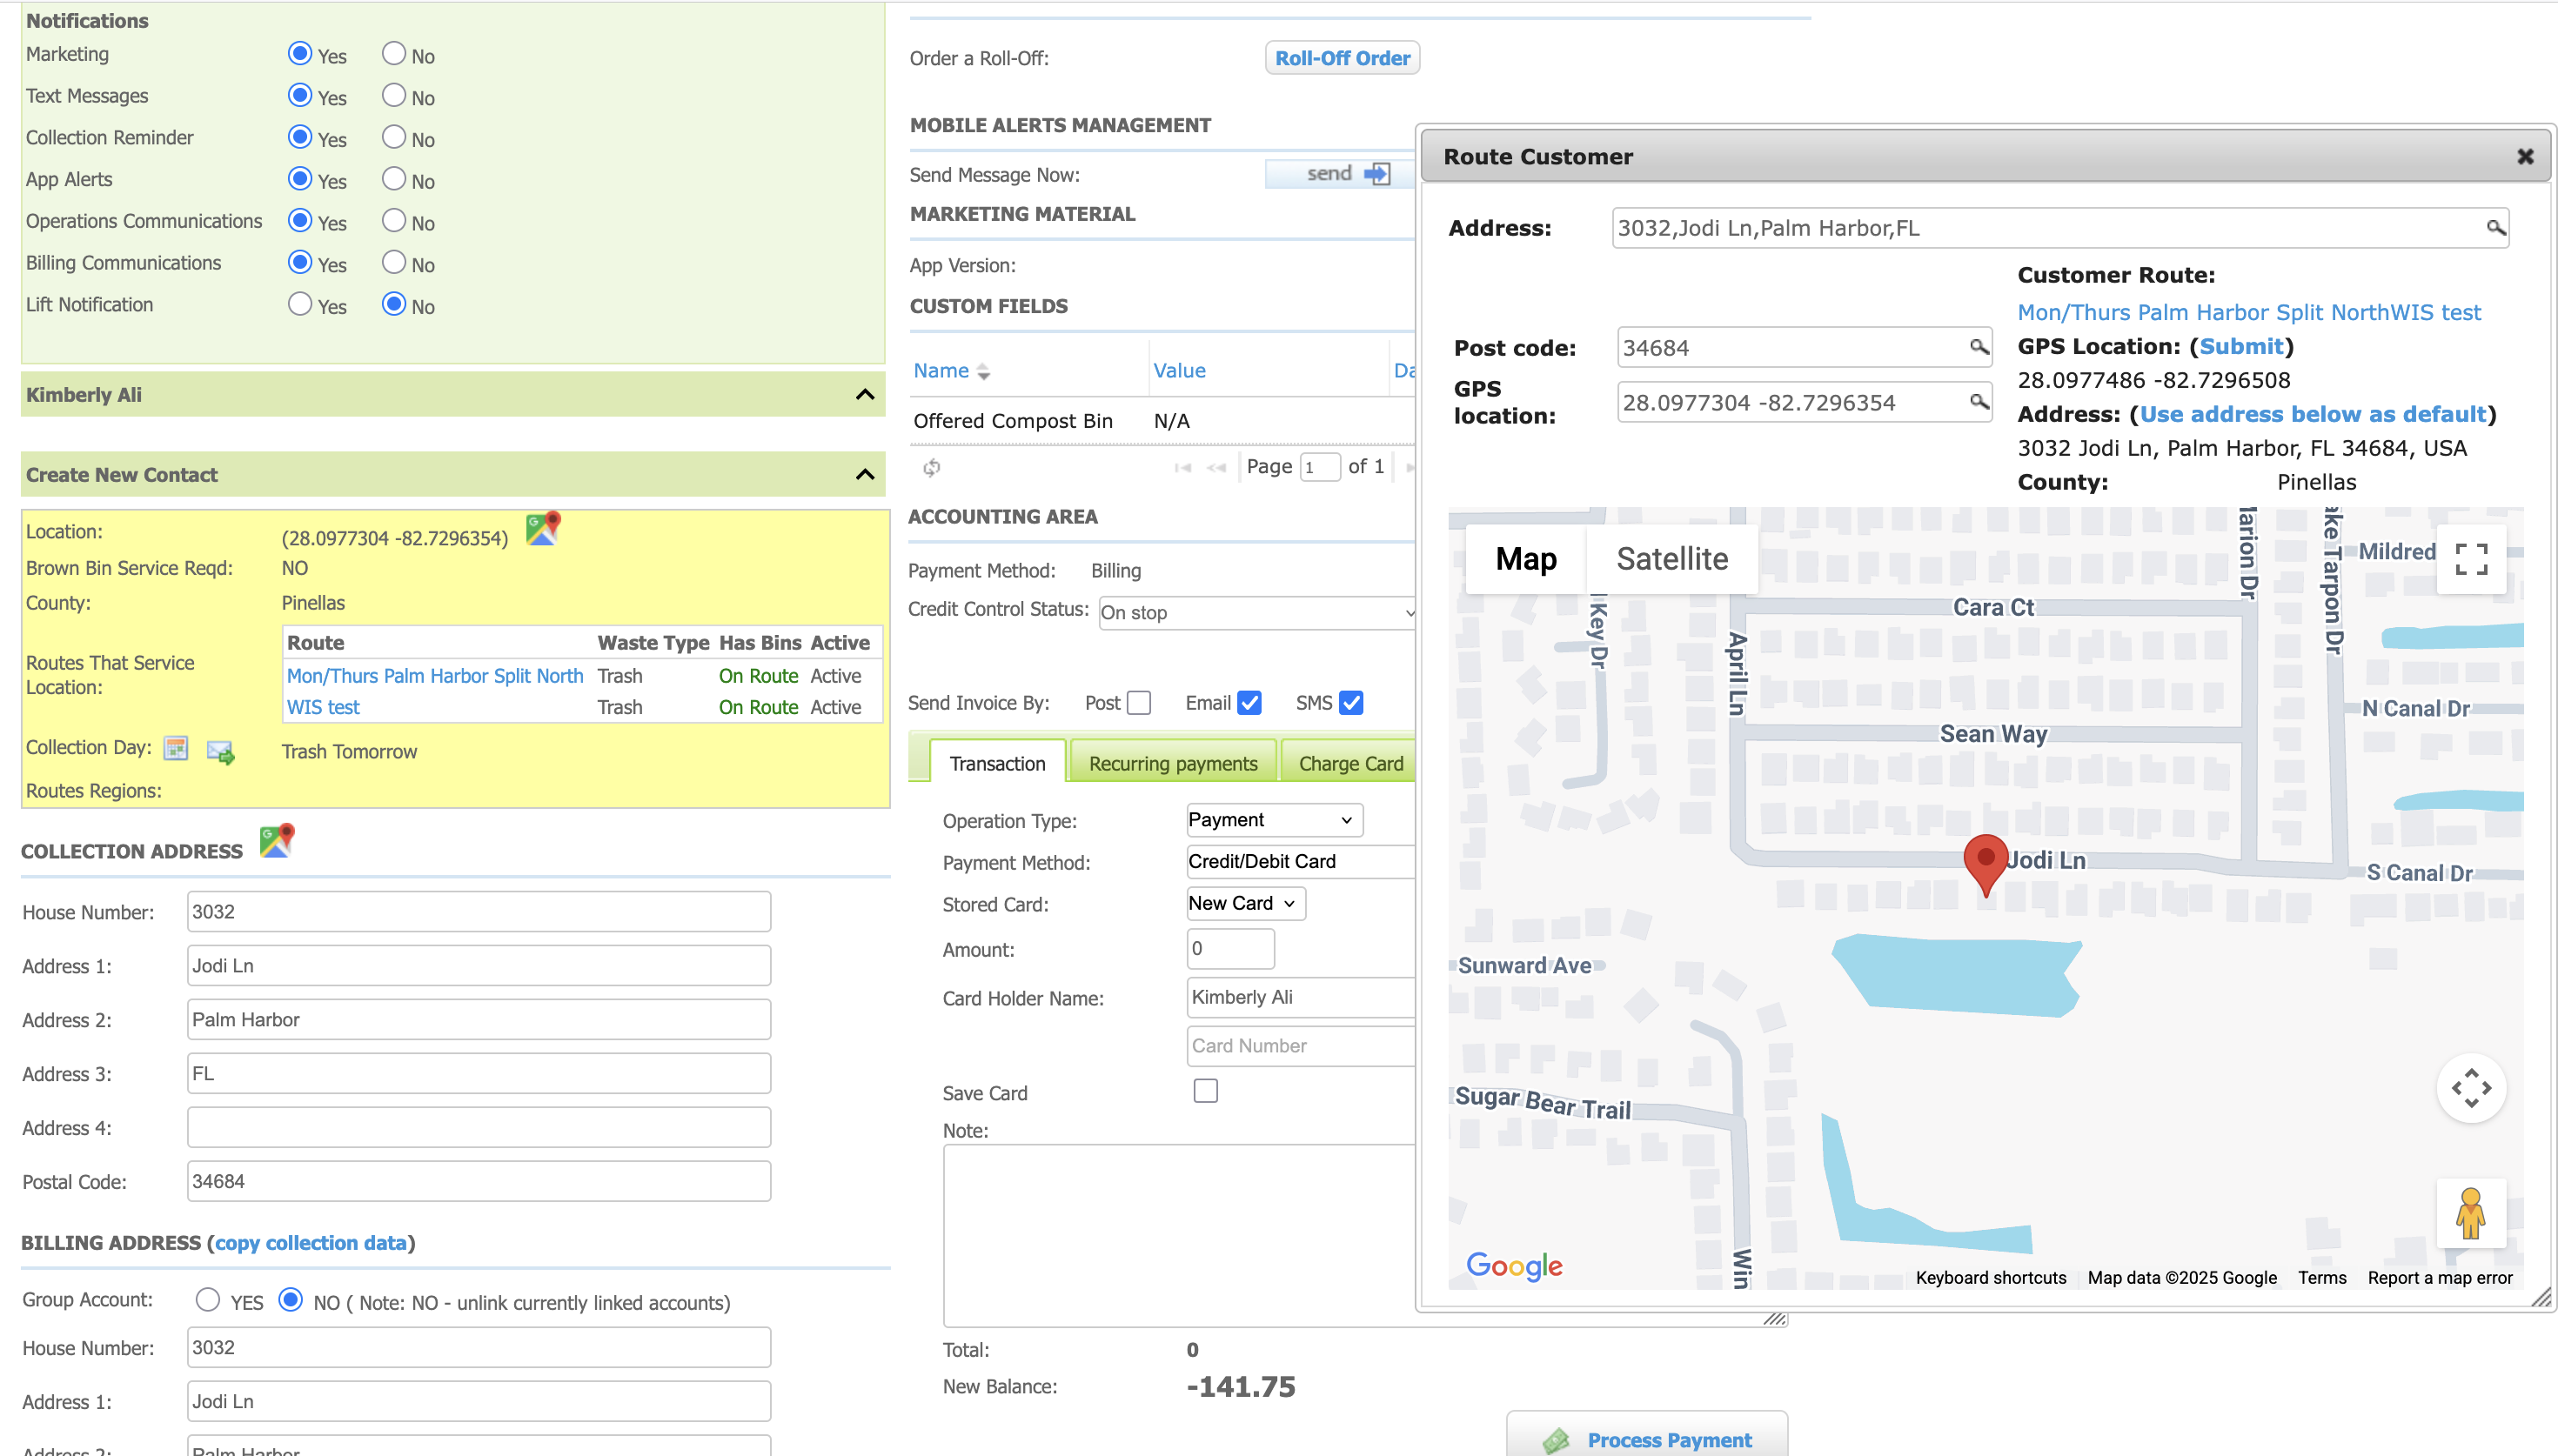 Notifications
Marketing Yes No
Text Messages Yes No
Collection Reminder Yes No
App Alerts Yes No
Operations Communications Yes No
Billing Communications Yes No
Lift Notification Yes No
Kimberly Ali
Create New Contact
Location: (28.0977304 -82.7296354)
Brown Bin Service Reqd: NO
County: Pinellas
Routes That Service Location:
Route Waste Type Has Bins Active
Mon/Thurs Palm Harbor Split North Trash On Route Active
WIS test Trash On Route Active
Collection Day: Trash Tomorrow
Routes Regions:
COLLECTION ADDRESS
House Number: 3032
Address 1: Jodi Ln
Address 2: Palm Harbor
Address 3: FL
Address 4:
Postal Code: 34684
BILLING ADDRESS (copy collection data)
Group Account: YES NO ( Note: NO - unlink currently linked accounts)
House Number: 3032
Address 1: Jodi Ln
Address 2: Palm Harbor
Order a Roll-Off: Roll-Off Order
MOBILE ALERTS MANAGEMENT
Send Message Now: send
MARKETING MATERIAL
App Version:
CUSTOM FIELDS
Name Value Da
Offered Compost Bin N/A
Page 1 of 1
ACCOUNTING AREA
Payment Method: Billing
Credit Control Status: On stop
Send Invoice By: Post Email SMS
Transaction Recurring payments Charge Card
Operation Type: Payment
Payment Method: Credit/Debit Card
Stored Card: New Card
Amount: 0
Card Holder Name: Kimberly Ali
Card Number
Save Card
Note:
Total: 0
New Balance: -141.75
Process Payment
Route Customer
Address: 3032,Jodi Ln,Palm Harbor,FL
Post code: 34684
GPS location: 28.0977304 -82.7296354
Customer Route:
Mon/Thurs Palm Harbor Split NorthWIS test
GPS Location: (Submit)
28.0977486 -82.7296508
Address: (Use address below as default)
3032 Jodi Ln, Palm Harbor, FL 34684, USA
County: Pinellas
Map Satellite
Key Dr
April Ln
Cara Ct
larion Dr
ake Tarpon Dr
Mildred
N Canal Dr
Sean Way
Jodi Ln
S Canal Dr
Sunward Ave
Sugar Bear Trail
Win
Google
Keyboard shortcuts Map data ©2025 Google Terms Report a map error